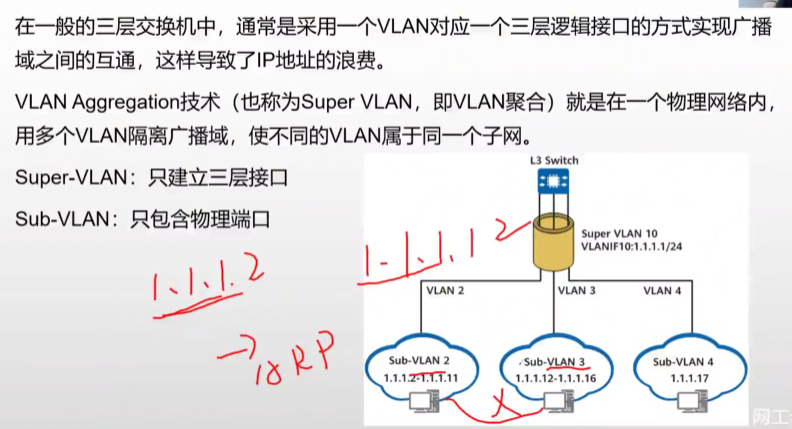 在一般的三层交换机中，通常是采用一个VLAN对应一个三层逻辑接口的方式实现广播
域之间的互通，这样导致了IP地址的浪费。
VLAN Aggregation技术（也称为Super VLAN，即VLAN聚合）就是在一个物理网络内，
用多个VLAN隔离广播域，使不同的VLAN属于同一个子网。
Super-VLAN：只建立三层接口
Sub-VLAN：只包含物理端口
L3 Switch
Super VLAN 10
VLANIF10:1.1.1.1/24
1.1.1.12
1.1.1.2
VLAN 2
VLAN 3
VLAN 4
ARP
Sub-VLAN 2
1.1.1.2-1.1.1.11
Sub-VLAN 3
1.1.1.12-1.1.1.16
Sub-VLAN 4
1.1.1.17
网工